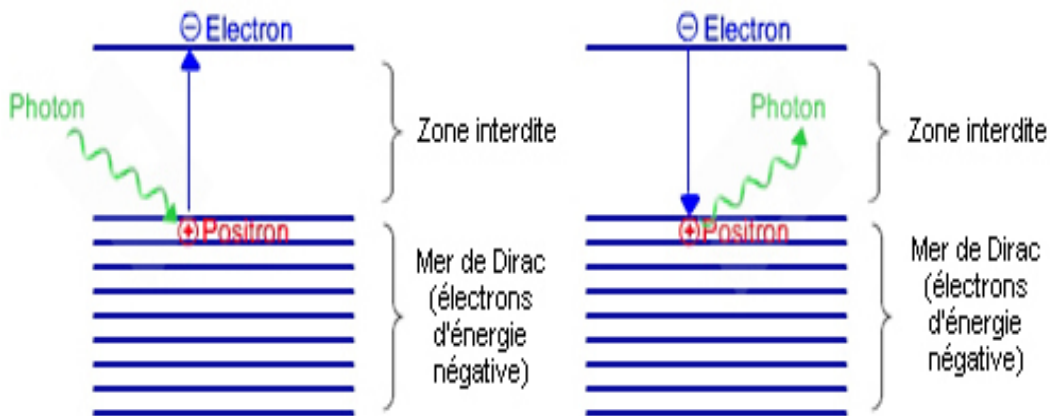 ⊖ Electron
Photon
Zone interdite
⊕ Positron
Mer de Dirac
(électrons
d'énergie
négative)
⊖ Electron
Photon
Zone interdite
⊕ Positron
Mer de Dirac
(électrons
d'énergie
négative)